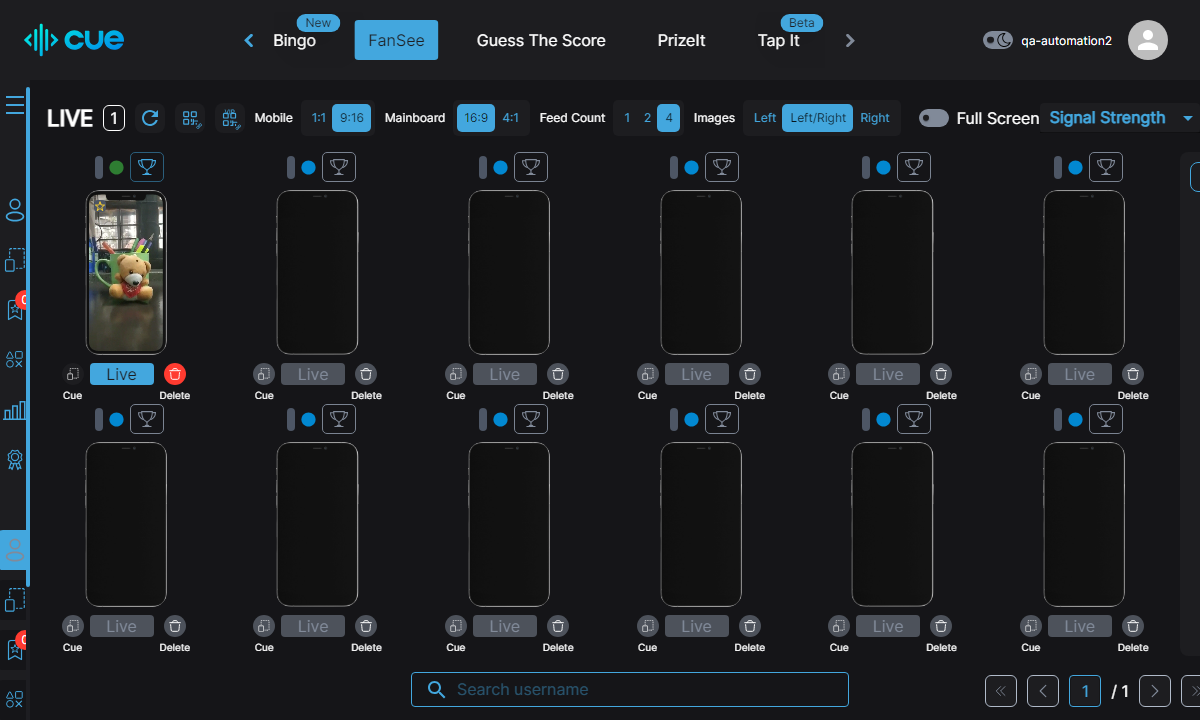 cue
Bingo
New
FanSee
Guess The Score
PrizeIt
Tap It
Beta
qa-automation2
LIVE
1
Mobile
1:1
9:16
Mainboard
16:9
4:1
Feed Count
1
2
4
Images
Left
Left/Right
Right
Full Screen
Signal Strength
Live Live Live Live Live Live
Cue Delete Cue Delete Cue Delete Cue Delete Cue Delete Cue Delete
Live Live Live Live Live Live
Cue Delete Cue Delete Cue Delete Cue Delete Cue Delete Cue Delete
Search username
1
/ 1